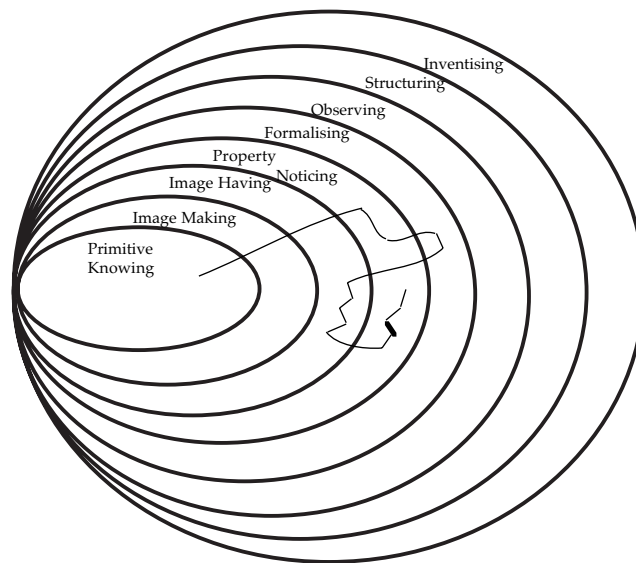 Inventising
Structuring
Observing
Formalising
Property
Noticing
Image Having
Image Making
Primitive
Knowing